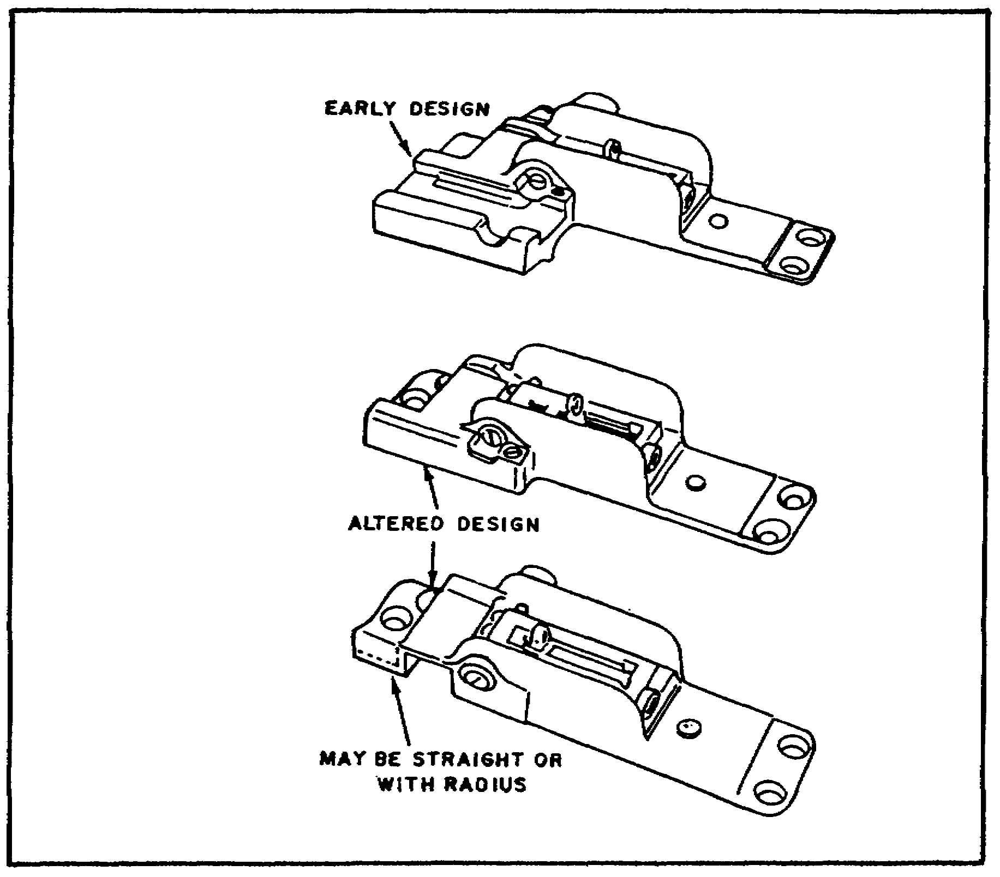 EARLY DESIGN
ALTERED DESIGN
MAY BE STRAIGHT OR
WITH RADIUS